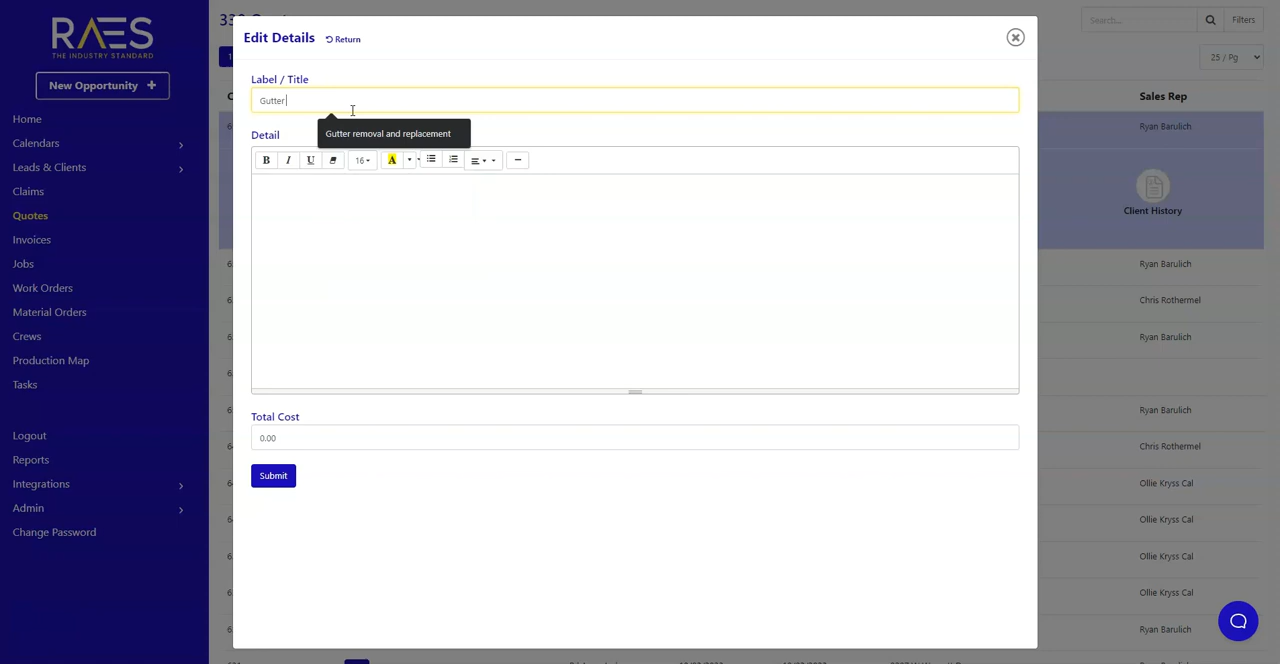 RAES
THE INDUSTRY STANDARD
New Opportunity +
Home
Calendars
Leads & Clients
Claims
Quotes
Invoices
Jobs
Work Orders
Material Orders
Crews
Production Map
Tasks
Logout
Reports
Integrations
Admin
Change Password
Edit Details
Return
Label / Title
Gutter
Gutter removal and replacement
Detail
B I U 16 A
Total Cost
0.00
Submit
Search...
Filters
25 / Pg
Sales Rep
Ryan Barulich
Client History
Ryan Barulich
Chris Rothermel
Ryan Barulich
Ryan Barulich
Chris Rothermel
Ollie Kryss Cal
Ollie Kryss Cal
Ollie Kryss Cal
Ollie Kryss Cal
Ryan Barulich